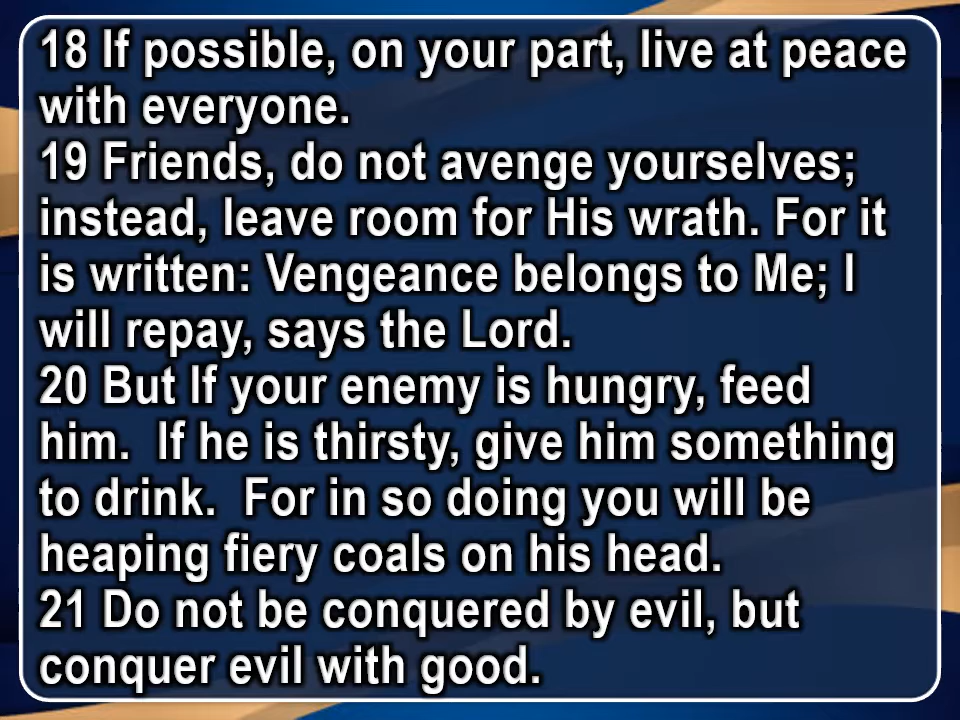 18 If possible, on your part, live at peace
with everyone.
19 Friends, do not avenge yourselves;
instead, leave room for His wrath. For it
is written: Vengeance belongs to Me; I
will repay, says the Lord.
20 But If your enemy is hungry, feed
him.  If he is thirsty, give him something
to drink.  For in so doing you will be
heaping fiery coals on his head.
21 Do not be conquered by evil, but
conquer evil with good.